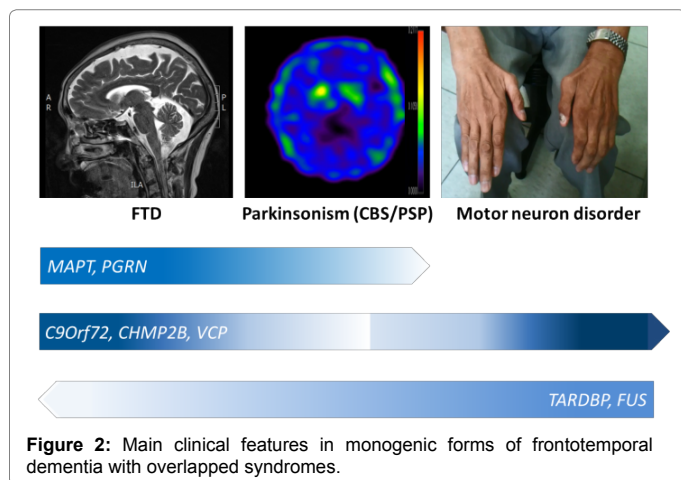 A
R
P
L
ILA
FTD
Parkinsonism (CBS/PSP)
Motor neuron disorder
MAPT, PGRN
C9Orf72, CHMP2B, VCP
TARDBP, FUS
Figure 2: Main clinical features in monogenic forms of frontotemporal
dementia with overlapped syndromes.